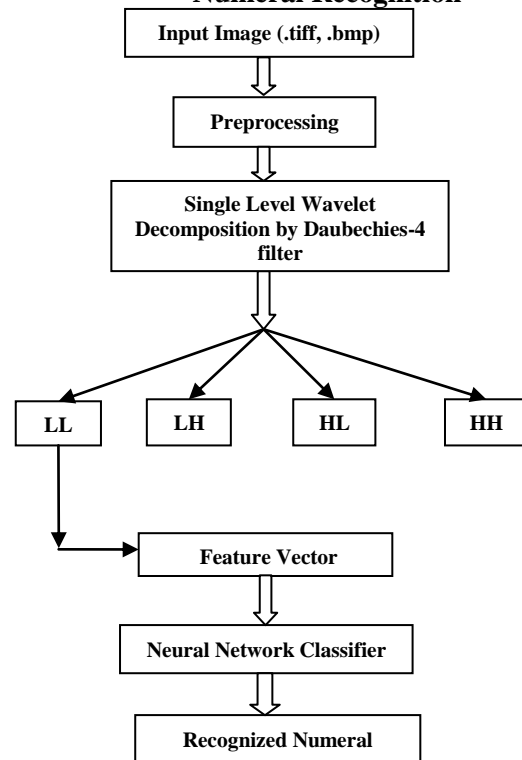 Numeral Recognition
Input Image (.tiff, .bmp)
Preprocessing
Single Level Wavelet
Decomposition by Daubechies-4
filter
LL
LH
HL
HH
Feature Vector
Neural Network Classifier
Recognized Numeral